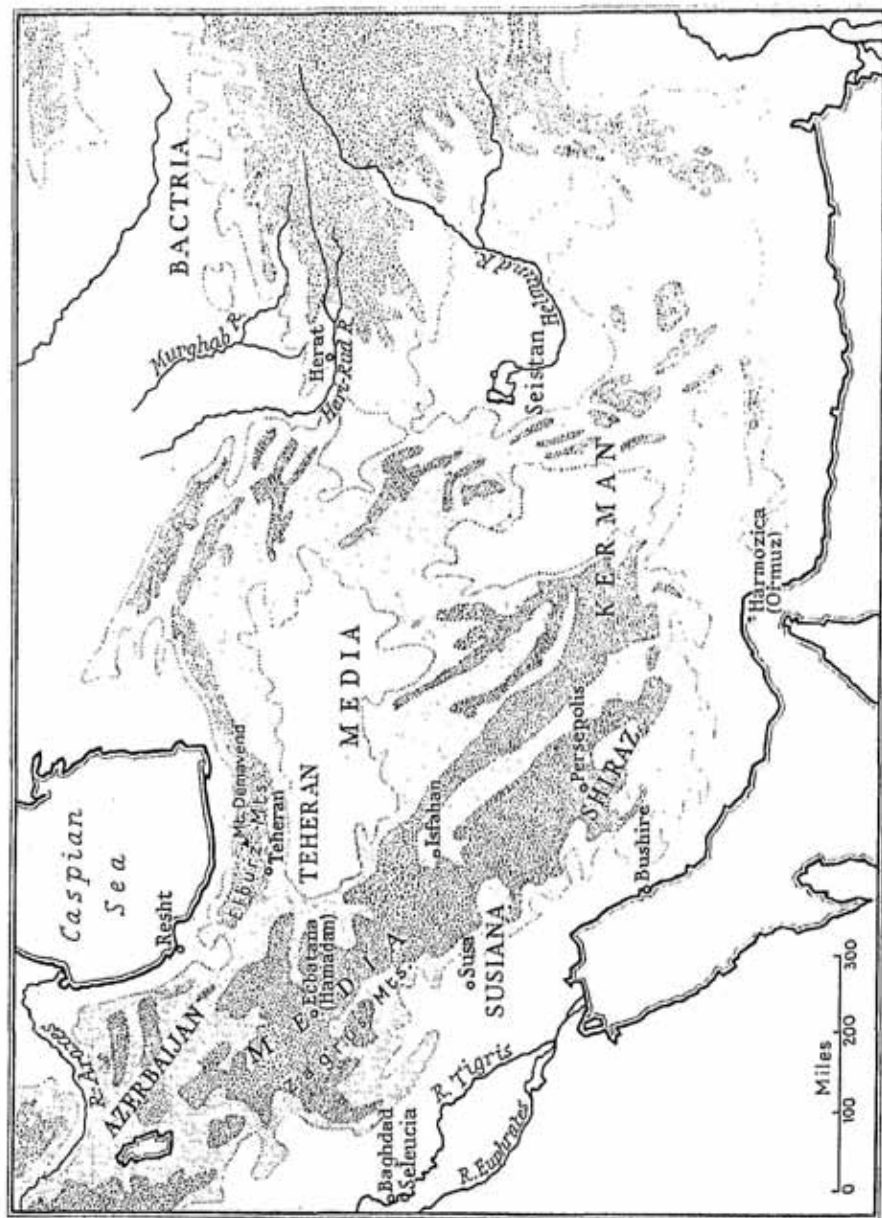 Caspian
Sea
R. Araxes
AZERBAIJAN
Resht
Elburz Mts.
Mt. Demavend
Teheran
TEHERAN
Ecbatana
(Hamadan)
MEDIA
Zagros Mts.
Baghdad
Seleucia
R. Tigris
R. Euphrates
Susa
SUSIANA
Isfahan
MEDIA
Persepolis
SHIRAZ
Bushire
KERMAN
Harmozica
(Ormuz)
BACTRIA
Murghab R.
Herat
Heri-Rud R.
Seistan
Helmend R.
Miles
0 100 200 300